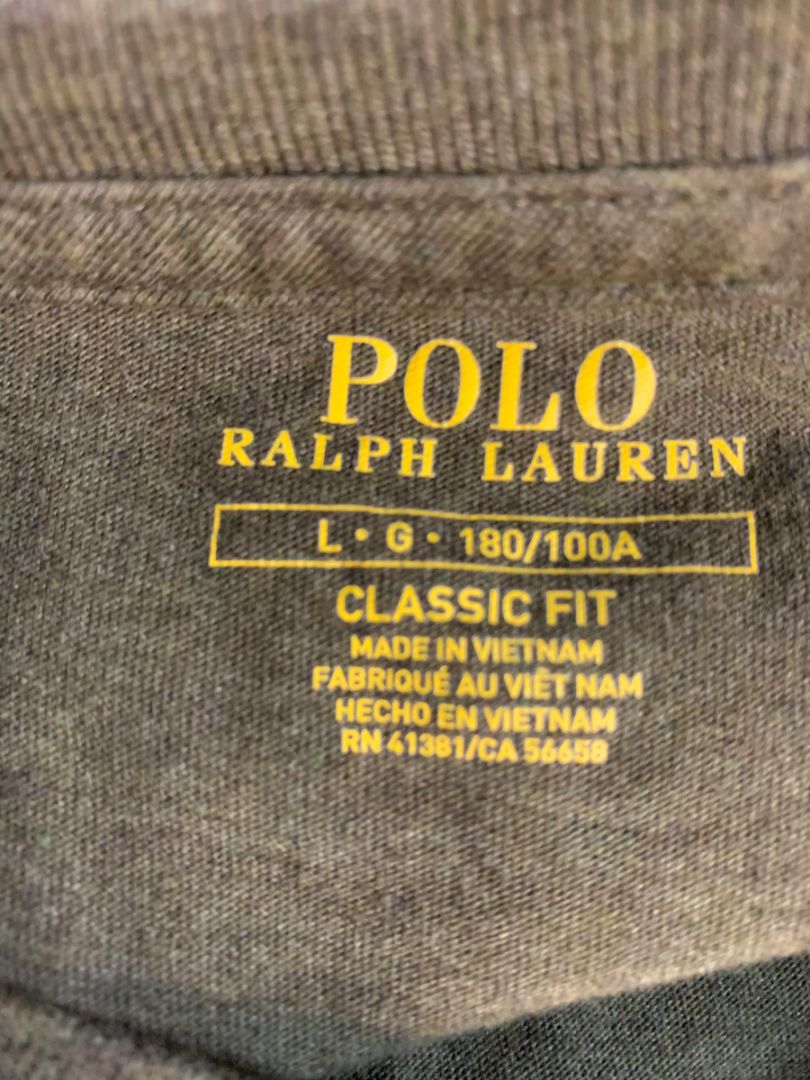 POLO
RALPH LAUREN
L • G • 180/100A
CLASSIC FIT
MADE IN VIETNAM
FABRIQUÉ AU VIÊT NAM
HECHO EN VIETNAM
RN 41381/CA 56658